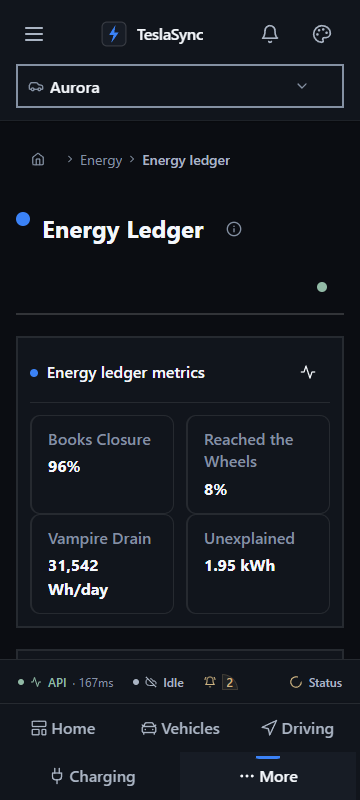 TeslaSync
Aurora
Energy
Energy ledger
Energy Ledger
Energy ledger metrics
Books Closure
96%
Reached the
Wheels
8%
Vampire Drain
31,542
Wh/day
Unexplained
1.95 kWh
API · 167ms
Idle
2
Status
Home
Vehicles
Driving
Charging
More